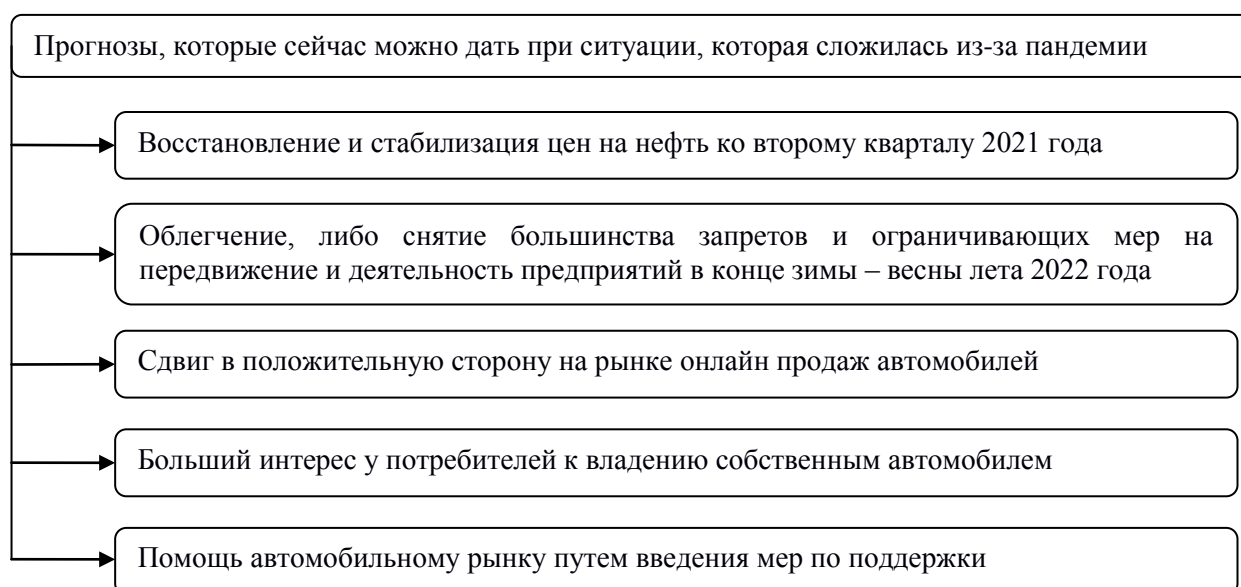 Прогнозы, которые сейчас можно дать при ситуации, которая сложилась из-за пандемии
Восстановление и стабилизация цен на нефть ко второму кварталу 2021 года
Облегчение, либо снятие большинства запретов и ограничивающих мер на
передвижение и деятельность предприятий в конце зимы – весны лета 2022 года
Сдвиг в положительную сторону на рынке онлайн продаж автомобилей
Больший интерес у потребителей к владению собственным автомобилем
Помощь автомобильному рынку путем введения мер по поддержки